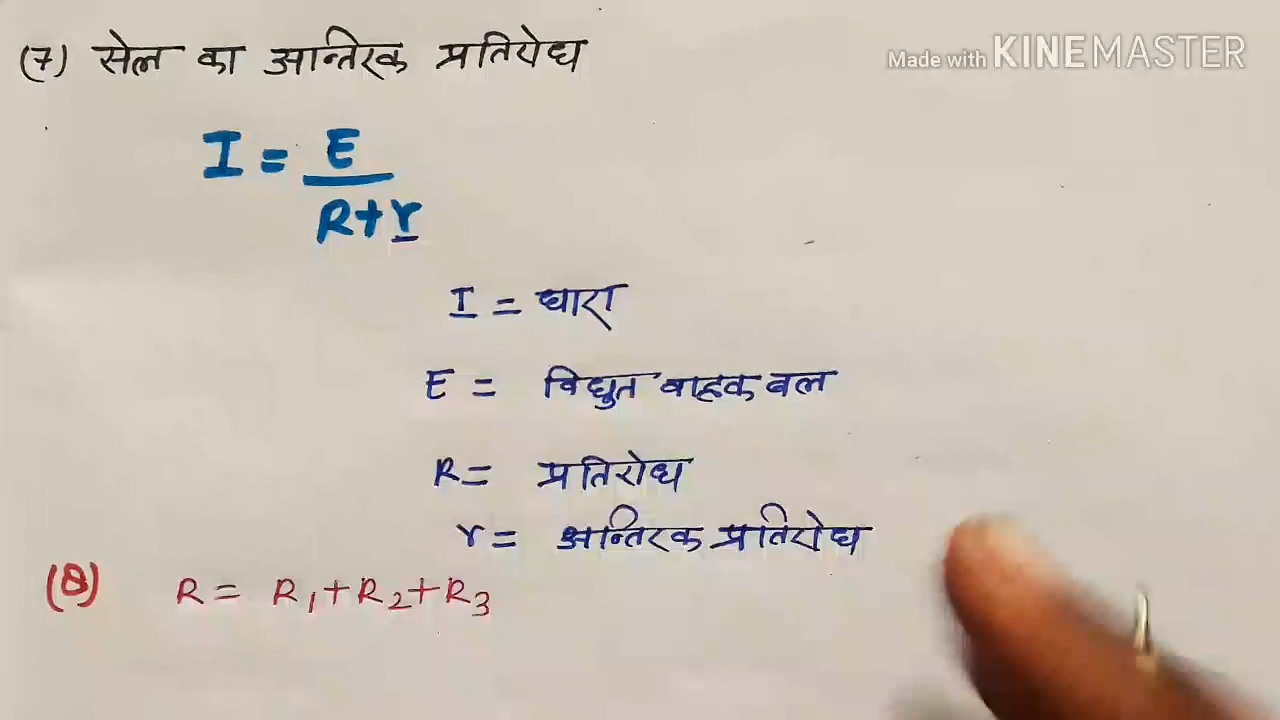 (7) सेल का आन्तिरक प्रतिरोध
Made with KINEMASTER
I = E
R+r
I = धारा
E = विद्युत वाहक बल
R = प्रतिरोध
r = आन्तिरक प्रतिरोध
(8) R = R1+R2+R3